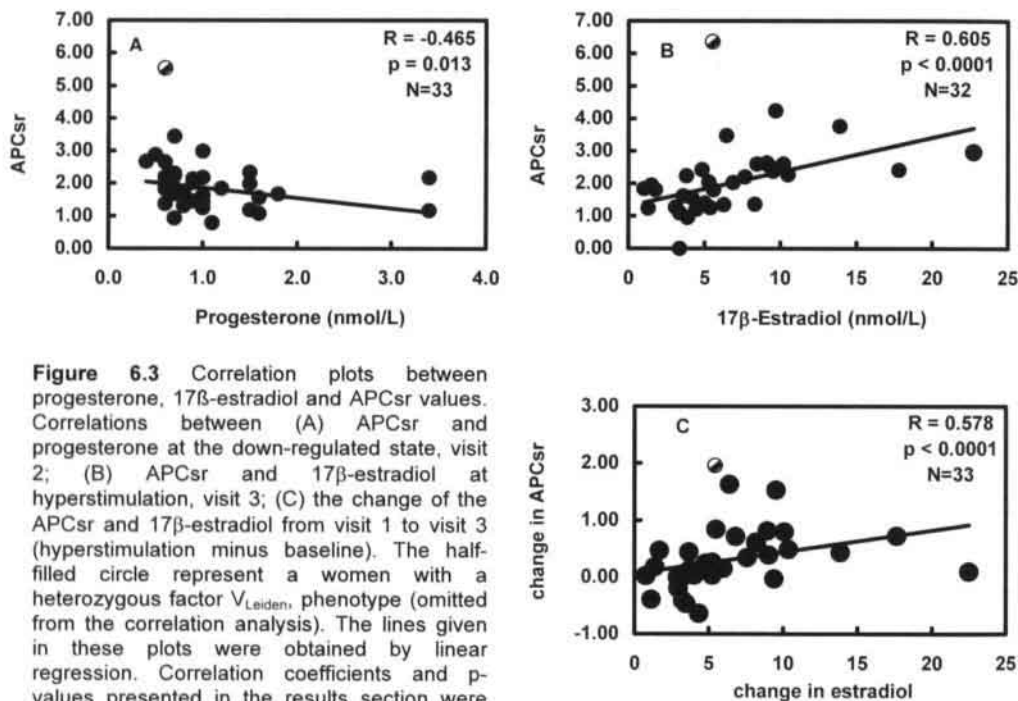 7.00
6.00
5.00
4.00
3.00
2.00
1.00
0.00
APCsr
A
R = -0.465
p = 0.013
N=33
0.0 1.0 2.0 3.0 4.0
Progesterone (nmol/L)
7.00
6.00
5.00
4.00
3.00
2.00
1.00
0.00
APCsr
B
R = 0.605
p < 0.0001
N=32
0 5 10 15 20 25
17β-Estradiol (nmol/L)
Figure 6.3 Correlation plots between
progesterone, 17ß-estradiol and APCsr values.
Correlations between (A) APCsr and
progesterone at the down-regulated state, visit
2; (B) APCsr and 17β-estradiol at
hyperstimulation, visit 3; (C) the change of the
APCsr and 17β-estradiol from visit 1 to visit 3
(hyperstimulation minus baseline). The half-
filled circle represent a women with a
heterozygous factor VLeiden, phenotype (omitted
from the correlation analysis). The lines given
in these plots were obtained by linear
regression. Correlation coefficients and p-
values presented in the results section were
3.00
2.00
1.00
0.00
-1.00
change in APCsr
C
R = 0.578
p < 0.0001
N=33
0 5 10 15 20 25
change in estradiol